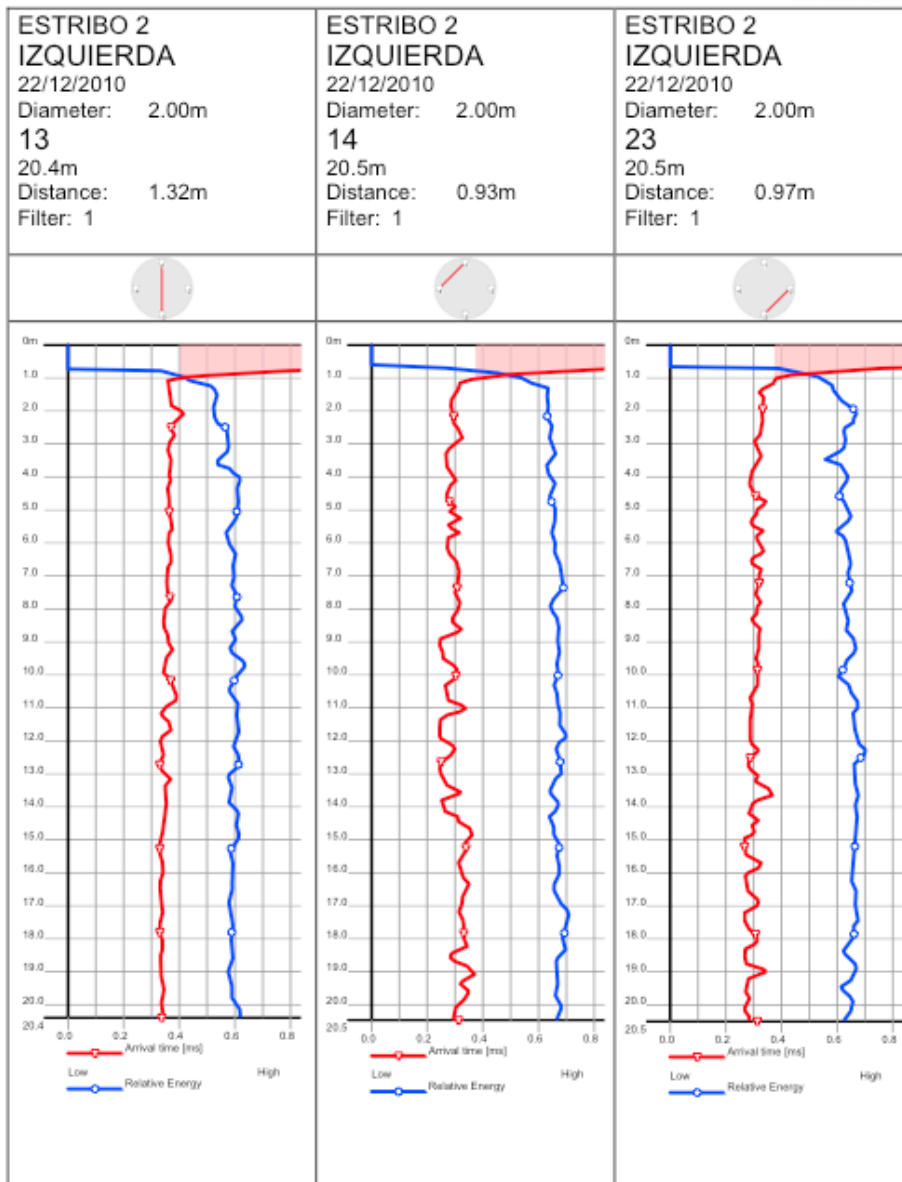 ESTRIBO 2
IZQUIERDA
22/12/2010
Diameter: 2.00m
13
20.4m
Distance: 1.32m
Filter: 1
0m
1.0
2.0
3.0
4.0
5.0
6.0
7.0
8.0
9.0
10.0
11.0
12.0
13.0
14.0
15.0
16.0
17.0
18.0
19.0
20.0
20.4
0.0 0.2 0.4 0.6 0.8
Arrival time [ms]
Low High
Relative Energy
ESTRIBO 2
IZQUIERDA
22/12/2010
Diameter: 2.00m
14
20.5m
Distance: 0.93m
Filter: 1
0m
1.0
2.0
3.0
4.0
5.0
6.0
7.0
8.0
9.0
10.0
11.0
12.0
13.0
14.0
15.0
16.0
17.0
18.0
19.0
20.0
20.5
0.0 0.2 0.4 0.6 0.8
Arrival time [ms]
Low High
Relative Energy
ESTRIBO 2
IZQUIERDA
22/12/2010
Diameter: 2.00m
23
20.5m
Distance: 0.97m
Filter: 1
0m
1.0
2.0
3.0
4.0
5.0
6.0
7.0
8.0
9.0
10.0
11.0
12.0
13.0
14.0
15.0
16.0
17.0
18.0
19.0
20.0
20.5
0.0 0.2 0.4 0.6 0.8
Arrival time [ms]
Low High
Relative Energy